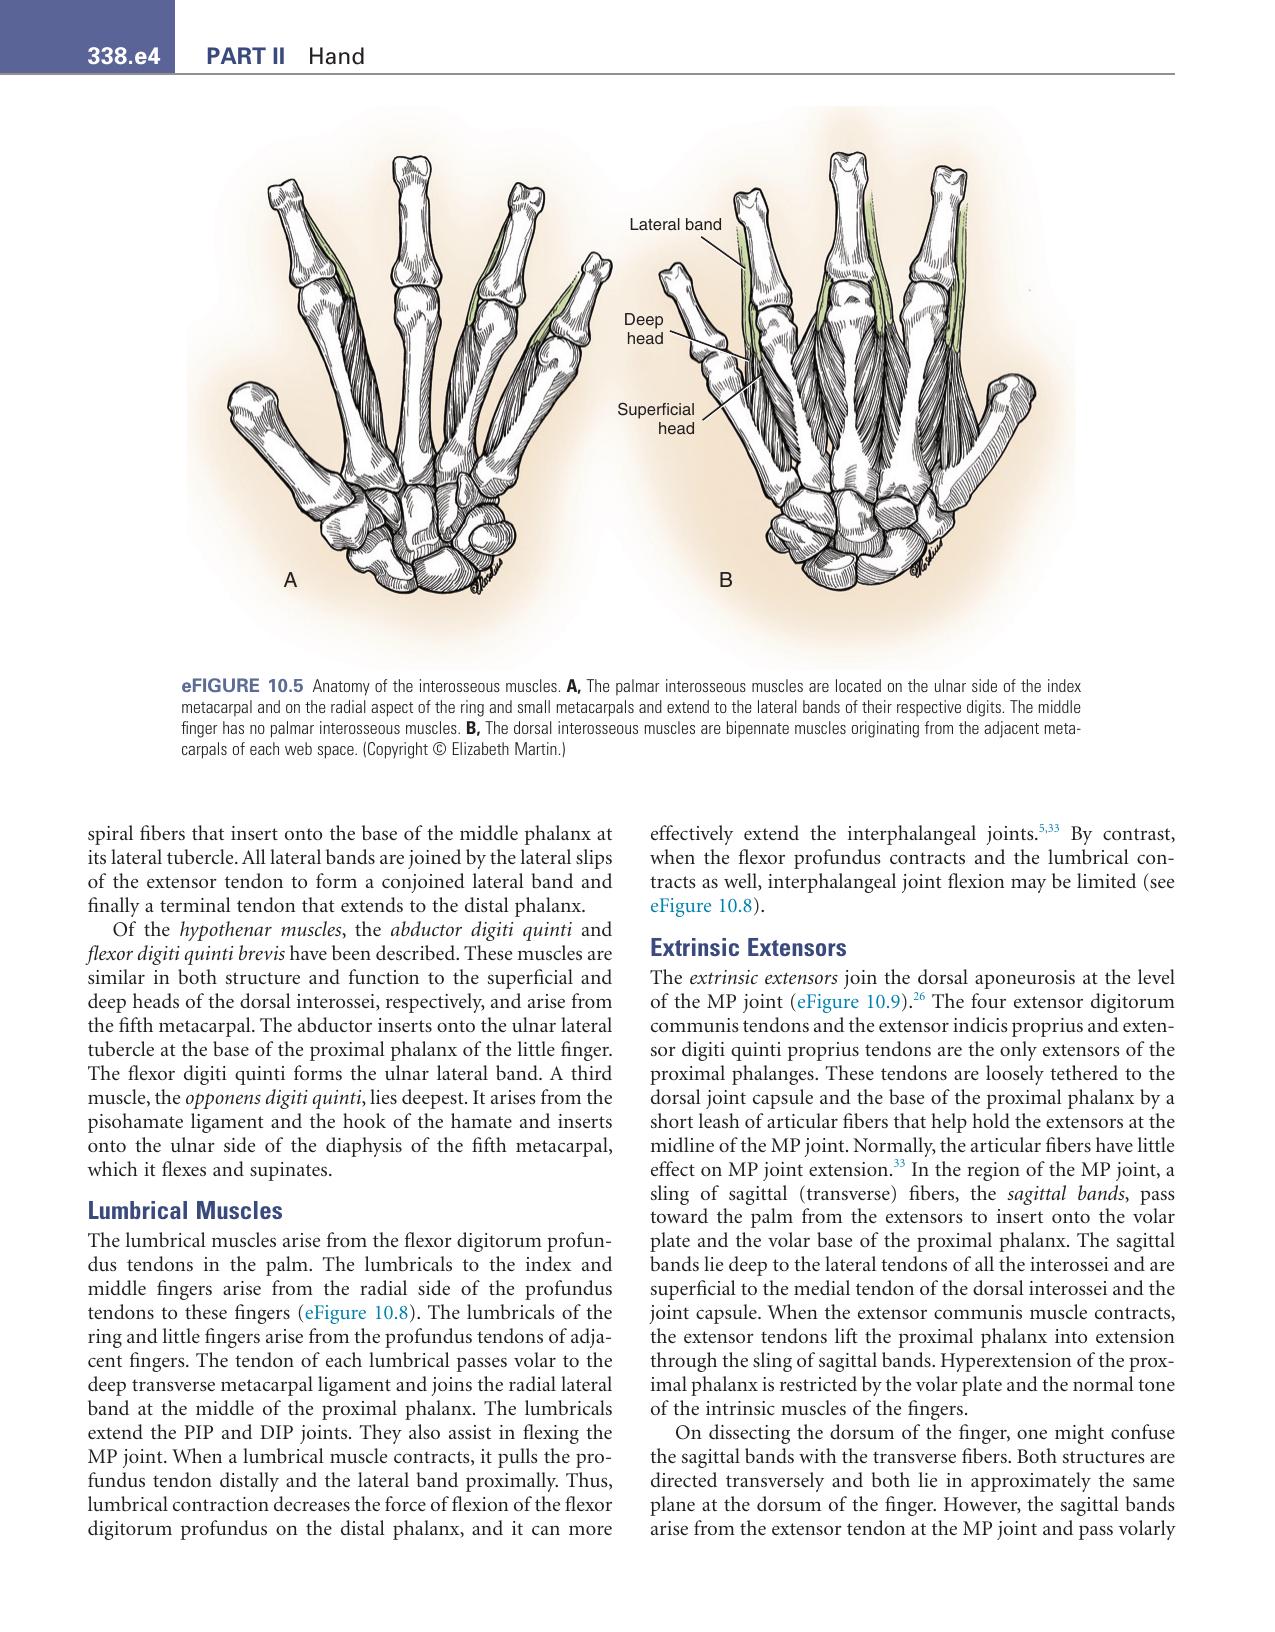 338.e4 PART II Hand
Lateral band
Deep
head
Superficial
head
A
B
eFIGURE 10.5 Anatomy of the interosseous muscles. A, The palmar interosseous muscles are located on the ulnar side of the index
metacarpal and on the radial aspect of the ring and small metacarpals and extend to the lateral bands of their respective digits. The middle
finger has no palmar interosseous muscles. B, The dorsal interosseous muscles are bipennate muscles originating from the adjacent meta-
carpals of each web space. (Copyright © Elizabeth Martin.)
spiral fibers that insert onto the base of the middle phalanx at
its lateral tubercle. All lateral bands are joined by the lateral slips
of the extensor tendon to form a conjoined lateral band and
finally a terminal tendon that extends to the distal phalanx.
Of the hypothenar muscles, the abductor digiti quinti and
flexor digiti quinti brevis have been described. These muscles are
similar in both structure and function to the superficial and
deep heads of the dorsal interossei, respectively, and arise from
the fifth metacarpal. The abductor inserts onto the ulnar lateral
tubercle at the base of the proximal phalanx of the little finger.
The flexor digiti quinti forms the ulnar lateral band. A third
muscle, the opponens digiti quinti, lies deepest. It arises from the
pisohamate ligament and the hook of the hamate and inserts
onto the ulnar side of the diaphysis of the fifth metacarpal,
which it flexes and supinates.
Lumbrical Muscles
The lumbrical muscles arise from the flexor digitorum profun-
dus tendons in the palm. The lumbricals to the index and
middle fingers arise from the radial side of the profundus
tendons to these fingers (eFigure 10.8). The lumbricals of the
ring and little fingers arise from the profundus tendons of adja-
cent fingers. The tendon of each lumbrical passes volar to the
deep transverse metacarpal ligament and joins the radial lateral
band at the middle of the proximal phalanx. The lumbricals
extend the PIP and DIP joints. They also assist in flexing the
MP joint. When a lumbrical muscle contracts, it pulls the pro-
fundus tendon distally and the lateral band proximally. Thus,
lumbrical contraction decreases the force of flexion of the flexor
digitorum profundus on the distal phalanx, and it can more
effectively extend the interphalangeal joints.5,33 By contrast,
when the flexor profundus contracts and the lumbrical con-
tracts as well, interphalangeal joint flexion may be limited (see
eFigure 10.8).
Extrinsic Extensors
The extrinsic extensors join the dorsal aponeurosis at the level
of the MP joint (eFigure 10.9).26 The four extensor digitorum
communis tendons and the extensor indicis proprius and exten-
sor digiti quinti proprius tendons are the only extensors of the
proximal phalanges. These tendons are loosely tethered to the
dorsal joint capsule and the base of the proximal phalanx by a
short leash of articular fibers that help hold the extensors at the
midline of the MP joint. Normally, the articular fibers have little
effect on MP joint extension.33 In the region of the MP joint, a
sling of sagittal (transverse) fibers, the sagittal bands, pass
toward the palm from the extensors to insert onto the volar
plate and the volar base of the proximal phalanx. The sagittal
bands lie deep to the lateral tendons of all the interossei and are
superficial to the medial tendon of the dorsal interossei and the
joint capsule. When the extensor communis muscle contracts,
the extensor tendons lift the proximal phalanx into extension
through the sling of sagittal bands. Hyperextension of the prox-
imal phalanx is restricted by the volar plate and the normal tone
of the intrinsic muscles of the fingers.
On dissecting the dorsum of the finger, one might confuse
the sagittal bands with the transverse fibers. Both structures are
directed transversely and both lie in approximately the same
plane at the dorsum of the finger. However, the sagittal bands
arise from the extensor tendon at the MP joint and pass volarly